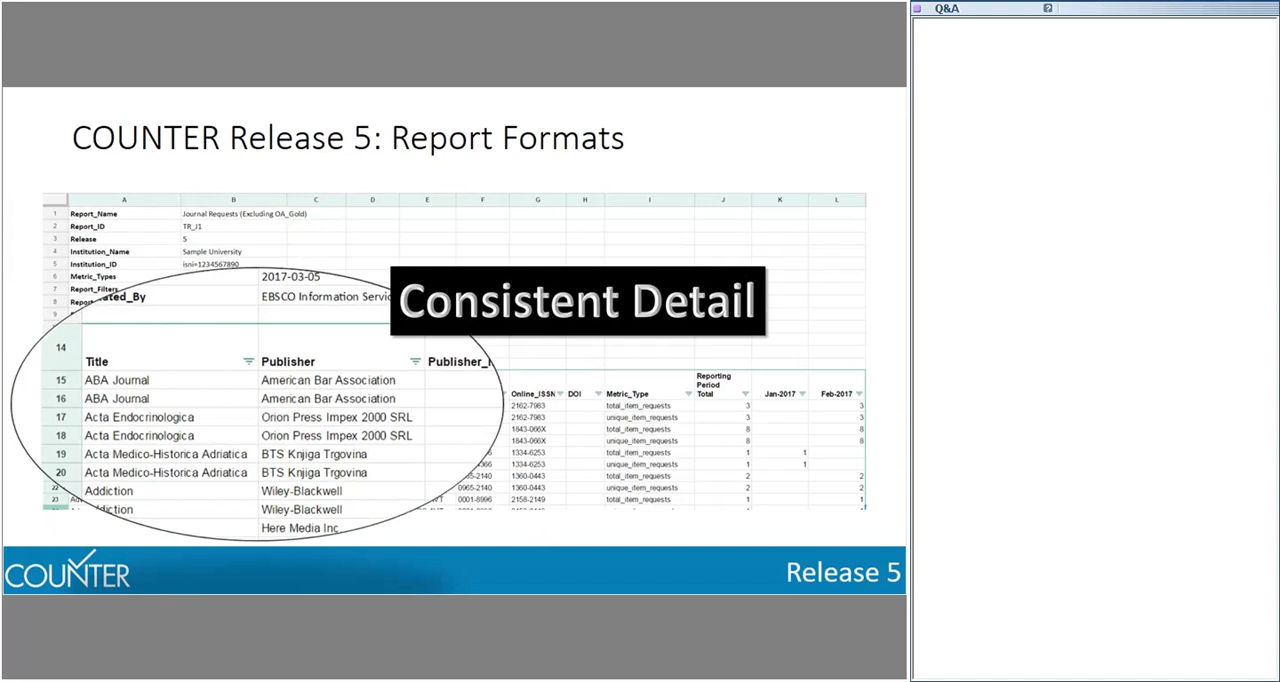 Q&A
COUNTER Release 5: Report Formats
A B C D E F G H I J K L
1 Report_Name Journal Requests (Excluding OA_Gold)
2 Report_ID TR_J1
3 Release 5
4 Institution_Name Sample University
5 Institution_ID isni=1234567890
6 Metric_Types 2017-03-05
7 Report_Filters
8 ated_By EBSCO Information Servic
9
Consistent Detail
14 Title Publisher Publisher_I Online_ISSN DOI Metric_Type Reporting Period Total Jan-2017 Feb-2017
15 ABA Journal American Bar Association 2162-7983 total_item_requests 3 3
16 ABA Journal American Bar Association 2162-7983 unique_item_requests 3 3
17 Acta Endocrinologica Orion Press Impex 2000 SRL 1843-066X total_item_requests 8 8
18 Acta Endocrinologica Orion Press Impex 2000 SRL 1843-066X unique_item_requests 8 8
19 Acta Medico-Historica Adriatica BTS Knjiga Trgovina 1334-6253 total_item_requests 1 1
20 Acta Medico-Historica Adriatica BTS Knjiga Trgovina 1334-6253 unique_item_requests 1 1
Addiction Wiley-Blackwell 1360-0443 total_item_requests 2 2
22 ddiction Wiley-Blackwell 0965-2140 1360-0443 unique_item_requests 2 2
23 Here Media Inc 0001-8996 2158-2149 total_item_requests 1 1
COUNTER
Release 5